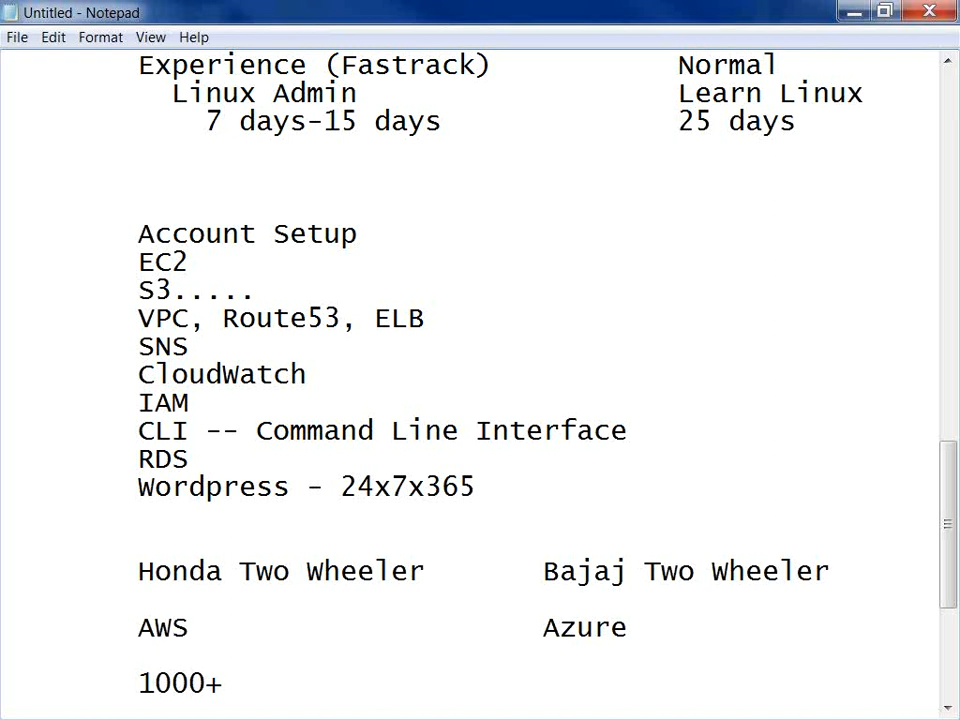 Untitled - Notepad
File Edit Format View Help
Experience (Fastrack) Normal
Linux Admin Learn Linux
7 days-15 days 25 days
Account Setup
EC2
S3.....
VPC, Route53, ELB
SNS
CloudWatch
IAM
CLI -- Command Line Interface
RDS
Wordpress - 24x7x365
Honda Two Wheeler Bajaj Two Wheeler
AWS Azure
1000+